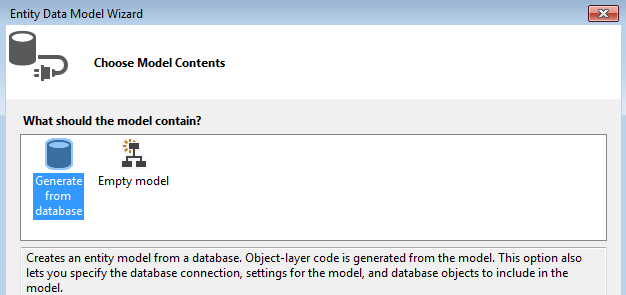 Entity Data Model Wizard
Choose Model Contents
What should the model contain?
Generate
from
database
Empty model
Creates an entity model from a database. Object-layer code is generated from the model. This option also
lets you specify the database connection, settings for the model, and database objects to include in the
model.